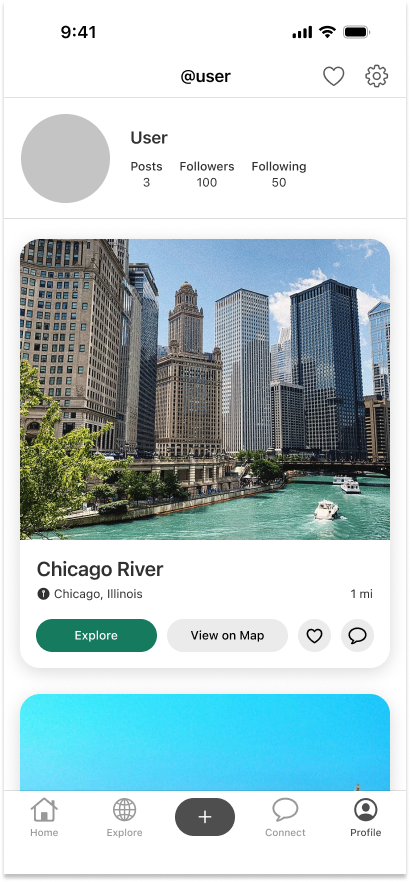 9:41
@user
User
Posts Followers Following
3 100 50
Chicago River
Chicago, Illinois 1 mi
Explore View on Map
Home Explore + Connect Profile